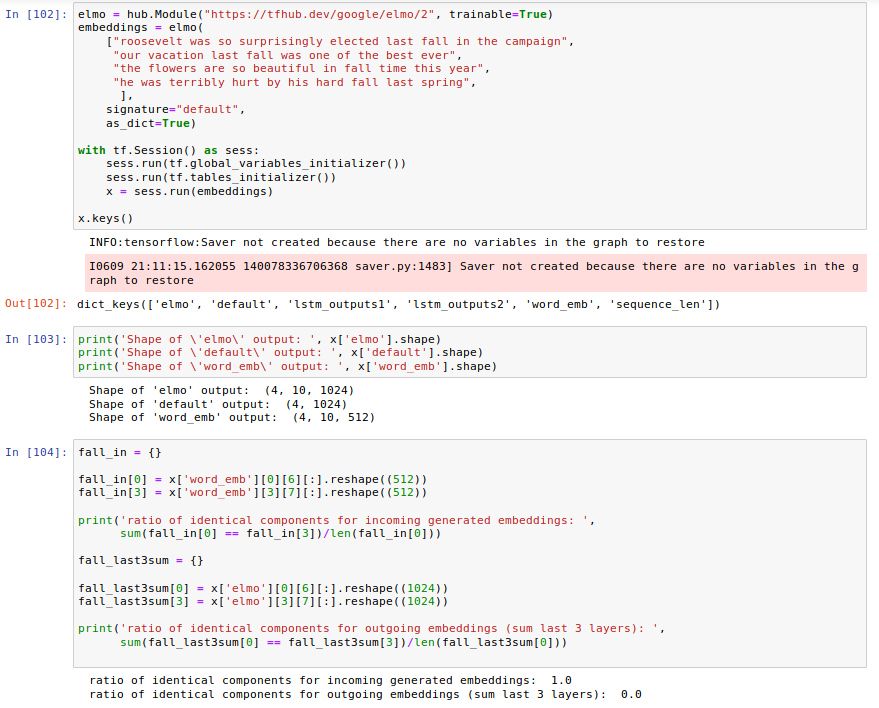 In [102]: elmo = hub.Module("https://tfhub.dev/google/elmo/2", trainable=True)
embeddings = elmo(
["roosevelt was so surprisingly elected last fall in the campaign",
"our vacation last fall was one of the best ever",
"the flowers are so beautiful in fall time this year",
"he was terribly hurt by his hard fall last spring",
],
signature="default",
as_dict=True)
with tf.Session() as sess:
sess.run(tf.global_variables_initializer())
sess.run(tf.tables_initializer())
x = sess.run(embeddings)
x.keys()
INFO:tensorflow:Saver not created because there are no variables in the graph to restore
I0609 21:11:15.162055 140078336706368 saver.py:1483] Saver not created because there are no variables in the g
raph to restore
Out[102]: dict_keys(['elmo', 'default', 'lstm_outputs1', 'lstm_outputs2', 'word_emb', 'sequence_len'])
In [103]: print('Shape of \'elmo\' output: ', x['elmo'].shape)
print('Shape of \'default\' output: ', x['default'].shape)
print('Shape of \'word_emb\' output: ', x['word_emb'].shape)
Shape of 'elmo' output:  (4, 10, 1024)
Shape of 'default' output:  (4, 1024)
Shape of 'word_emb' output:  (4, 10, 512)
In [104]: fall_in = {}
fall_in[0] = x['word_emb'][0][6][:].reshape((512))
fall_in[3] = x['word_emb'][3][7][:].reshape((512))
print('ratio of identical components for incoming generated embeddings: ',
sum(fall_in[0] == fall_in[3])/len(fall_in[0]))
fall_last3sum = {}
fall_last3sum[0] = x['elmo'][0][6][:].reshape((1024))
fall_last3sum[3] = x['elmo'][3][7][:].reshape((1024))
print('ratio of identical components for outgoing embeddings (sum last 3 layers): ',
sum(fall_last3sum[0] == fall_last3sum[3])/len(fall_last3sum[0]))
ratio of identical components for incoming generated embeddings:  1.0
ratio of identical components for outgoing embeddings (sum last 3 layers):  0.0